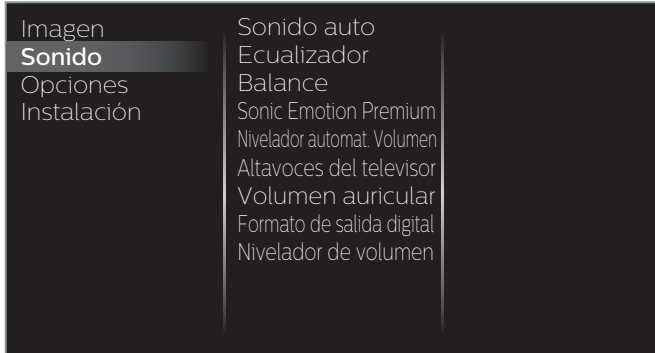 Imagen
Sonido
Opciones
Instalación
Sonido auto
Ecualizador
Balance
Sonic Emotion Premium
Nivelador automat. Volumen
Altavoces del televisor
Volumen auricular
Formato de salida digital
Nivelador de volumen